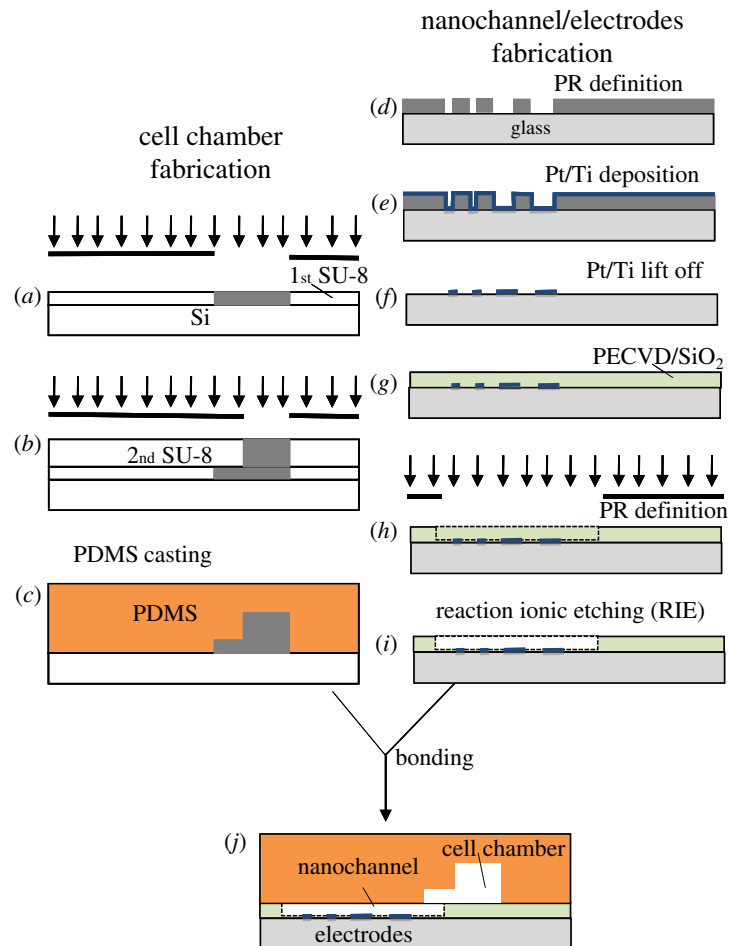 nanochannel/electrodes
fabrication
cell chamber
fabrication
(a)
1st SU-8
Si
(b)
2nd SU-8
PDMS casting
(c)
PDMS
(d)
PR definition
glass
(e)
Pt/Ti deposition
(f)
Pt/Ti lift off
(g)
PECVD/SiO2
(h)
PR definition
(i)
reaction ionic etching (RIE)
bonding
(j)
cell chamber
nanochannel
electrodes